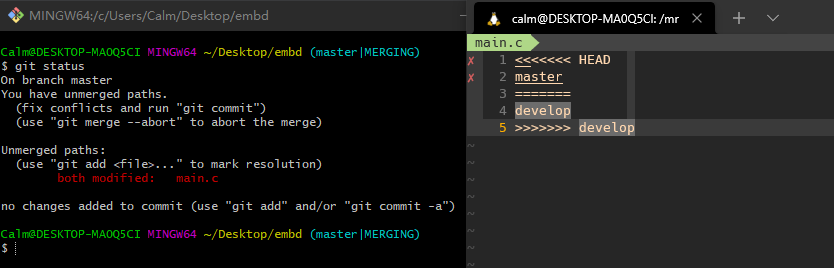 MINGW64:/c/Users/Calm/Desktop/embd
Calm@DESKTOP-MA0Q5CI MINGW64 ~/Desktop/embd (master|MERGING)
$ git status
On branch master
You have unmerged paths.
  (fix conflicts and run "git commit")
  (use "git merge --abort" to abort the merge)
Unmerged paths:
  (use "git add <file>..." to mark resolution)
        both modified:   main.c
no changes added to commit (use "git add" and/or "git commit -a")
Calm@DESKTOP-MA0Q5CI MINGW64 ~/Desktop/embd (master|MERGING)
$
calm@DESKTOP-MA0Q5CI: /mr
main.c
✗ 1 <<<<<<< HEAD
✗ 2 master
3 =======
4 develop
5 >>>>>>> develop
~
~
~
~
~
~
~